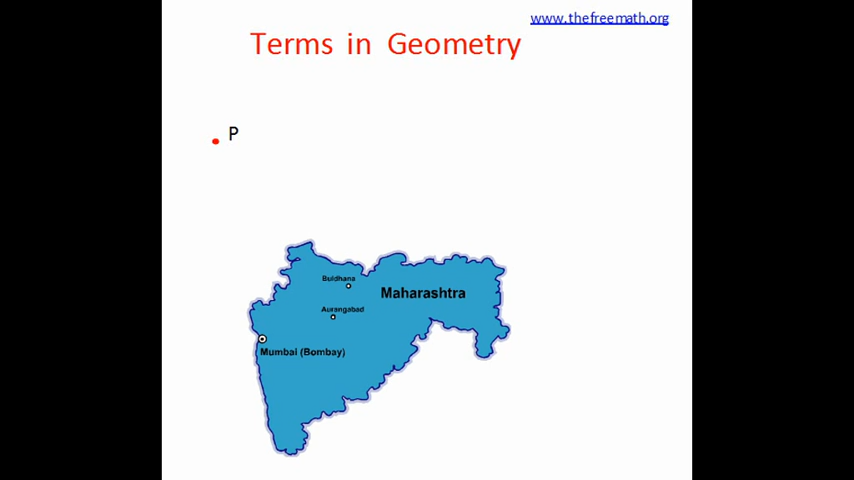 www.thefreemath.org
Terms in Geometry
P
Buldhana
Maharashtra
Aurangabad
Mumbai (Bombay)